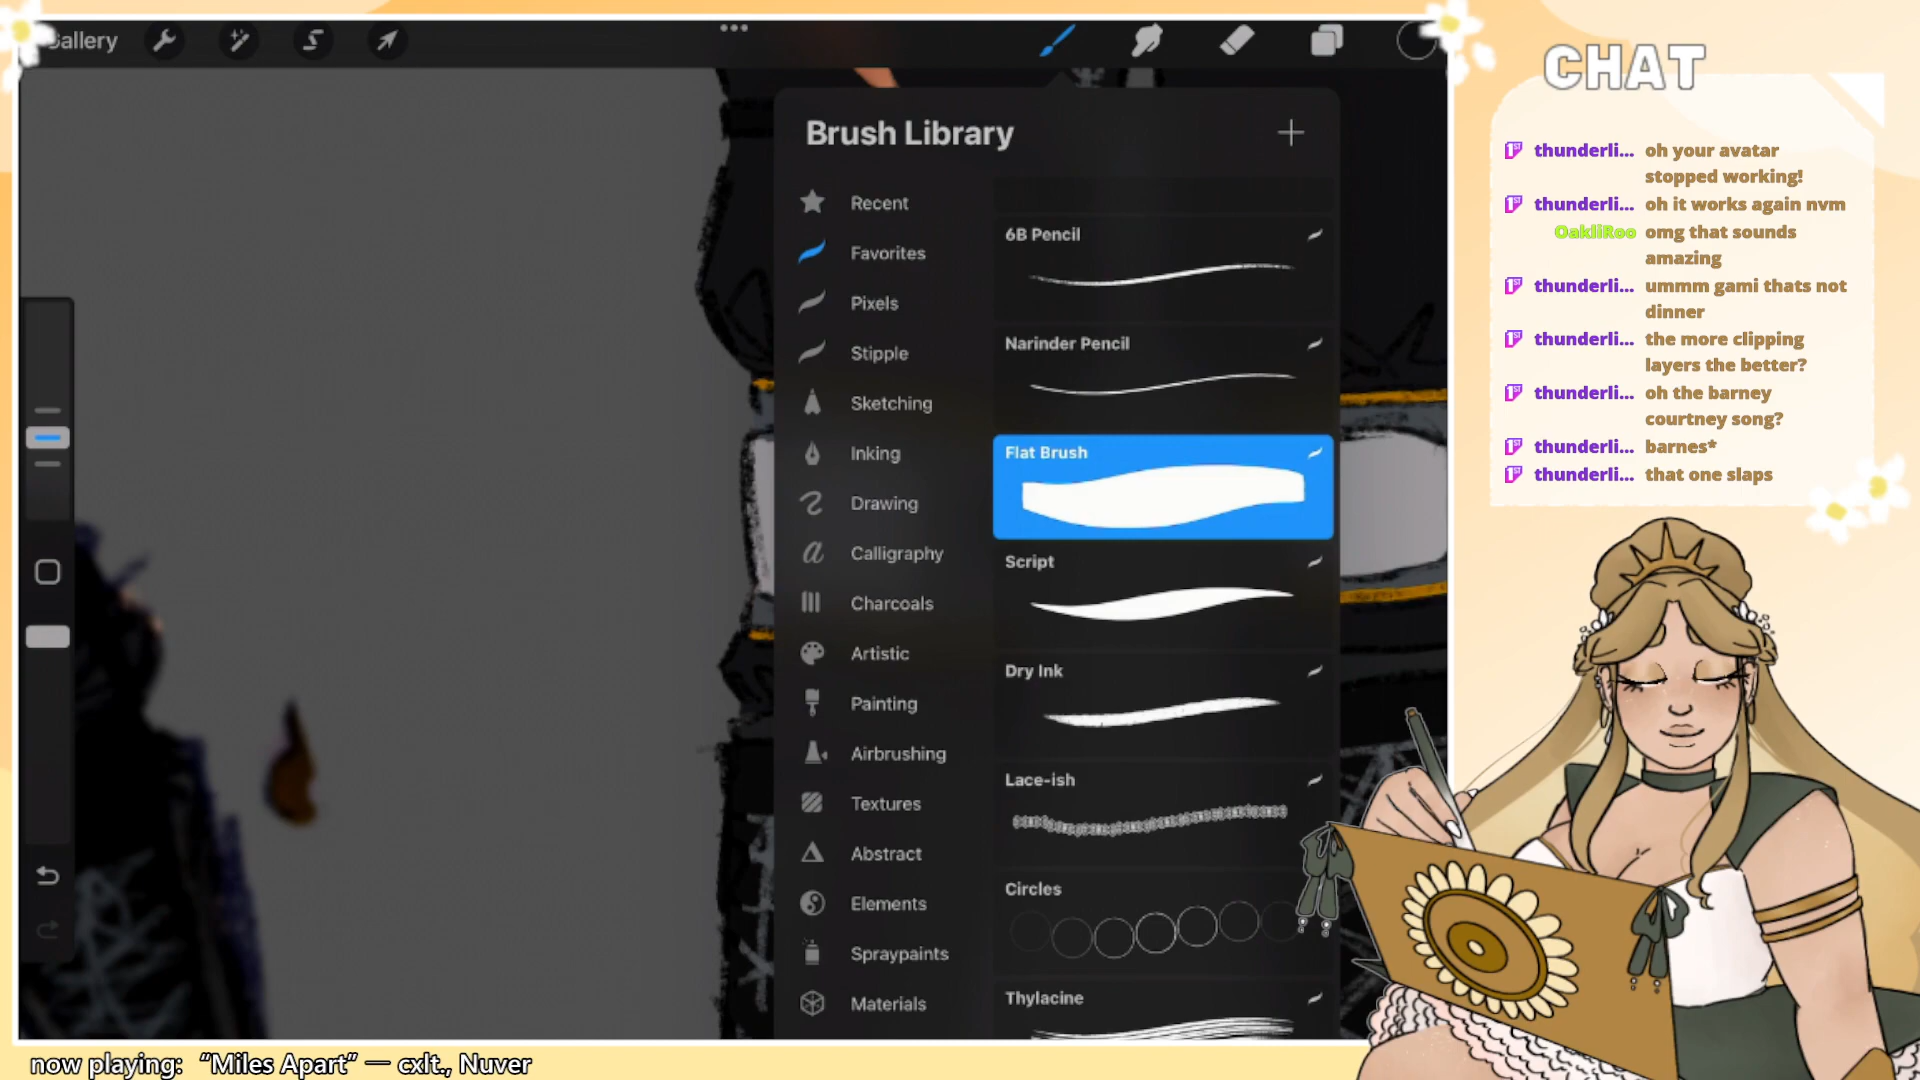 Gallery
Brush Library
Recent
Favorites
Pixels
Stipple
Sketching
Inking
Drawing
Calligraphy
Charcoals
Artistic
Painting
Airbrushing
Textures
Abstract
Elements
Spraypaints
Materials
6B Pencil
Narinder Pencil
Flat Brush
Script
Dry Ink
Lace-ish
Circles
Thylacine
CHAT
thunderli... oh your avatar
stopped working!
thunderli... oh it works again nvm
OakliRoo omg that sounds
amazing
thunderli... ummm gami thats not
dinner
thunderli... the more clipping
layers the better?
thunderli... oh the barney
courtney song?
thunderli... barnes*
thunderli... that one slaps
now playing: “Miles Apart” — cxlt., Nuver